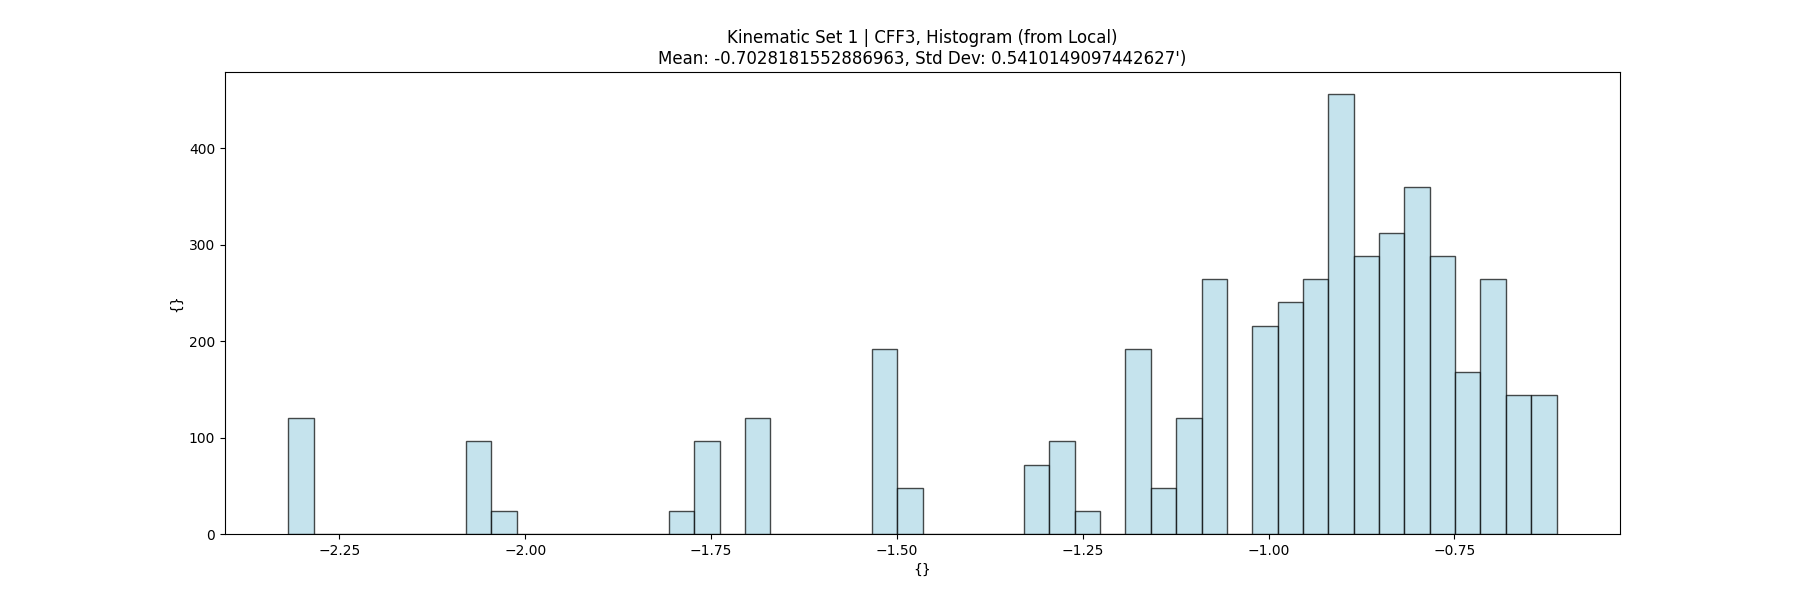 Kinematic Set 1 | CFF3, Histogram (from Local)
Mean: -0.7028181552886963, Std Dev: 0.5410149097442627')
400
300
200
100
0
{}
−2.25 −2.00 −1.75 −1.50 −1.25 −1.00 −0.75
{}